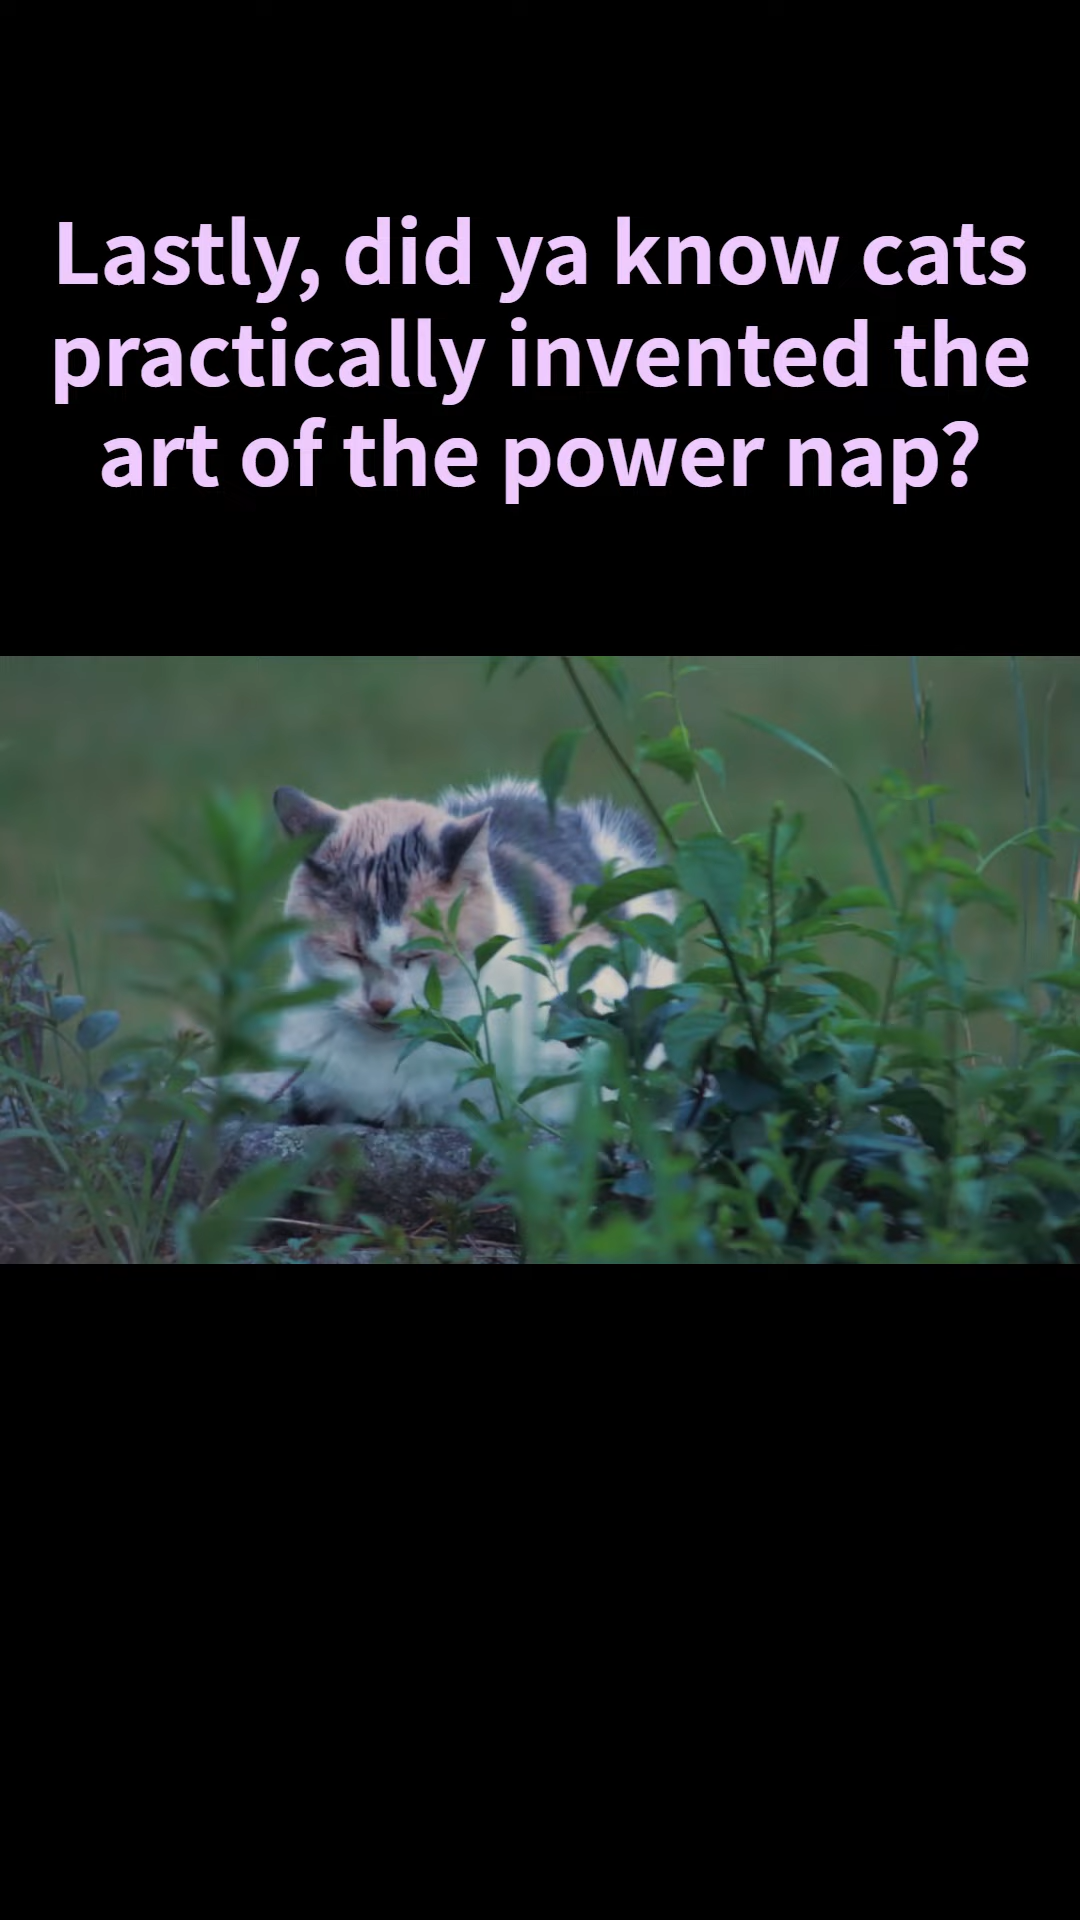 Lastly, did ya know cats
practically invented the
art of the power nap?